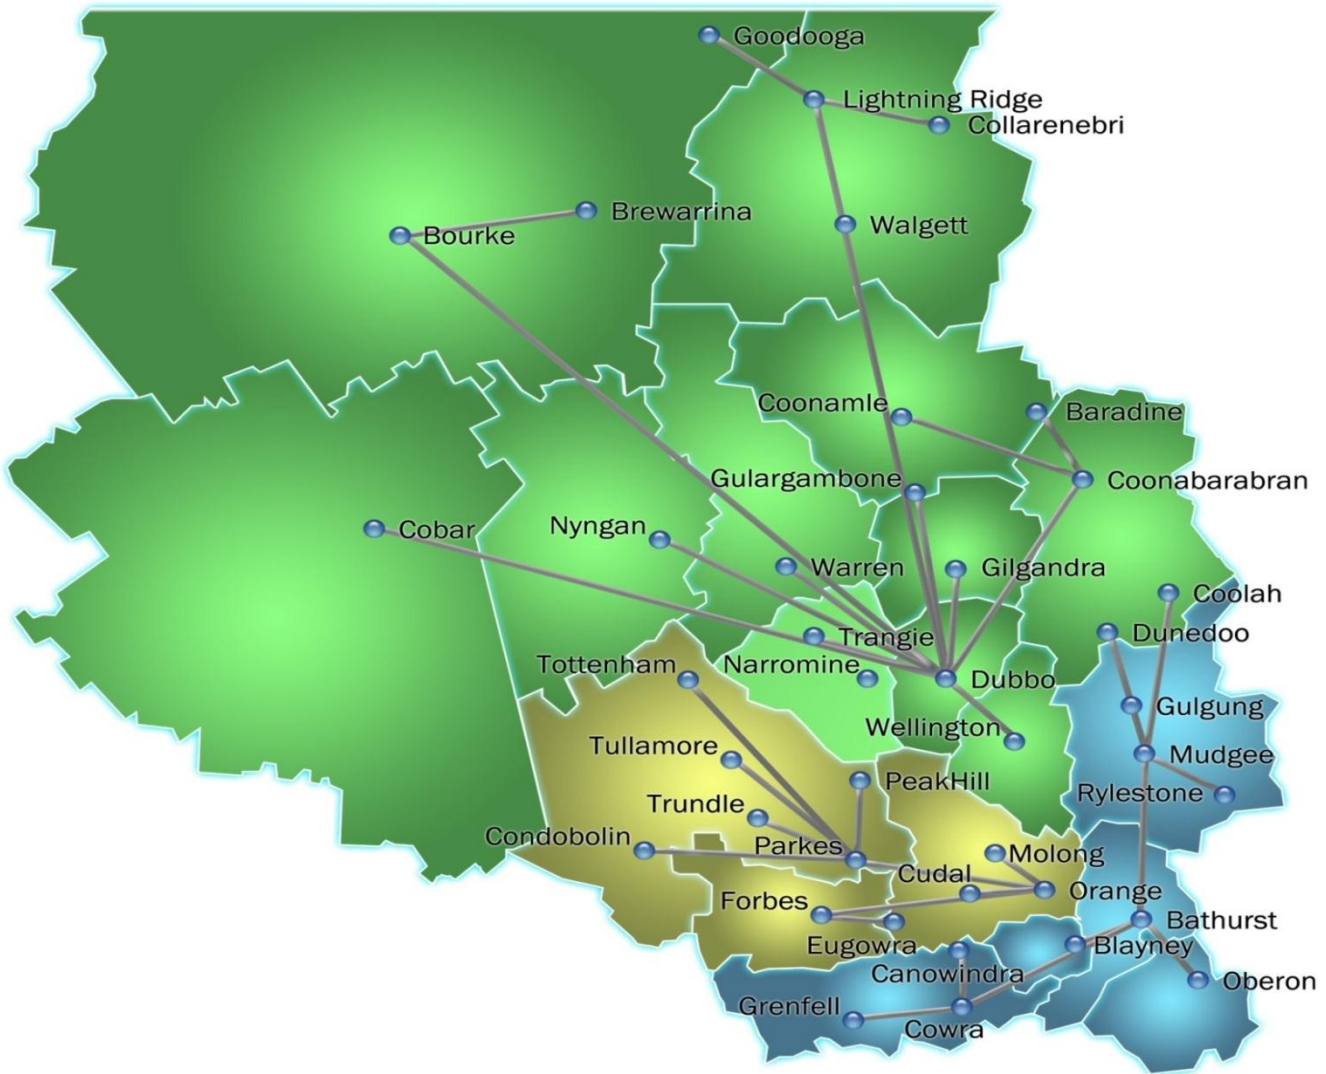 Goodooga
Lightning Ridge
Collarenebri
Brewarrina
Bourke
Walgett
Coonamle
Baradine
Gulargambone
Coonabarabran
Cobar
Nyngan
Warren
Gilgandra
Coolah
Trangie
Dunedoo
Tottenham
Narromine
Dubbo
Gulgung
Wellington
Tullamore
Mudgee
PeakHill
Rylestone
Trundle
Condobolin
Parkes
Molong
Cudal
Orange
Forbes
Bathurst
Eugowra
Blayney
Canowindra
Oberon
Grenfell
Cowra